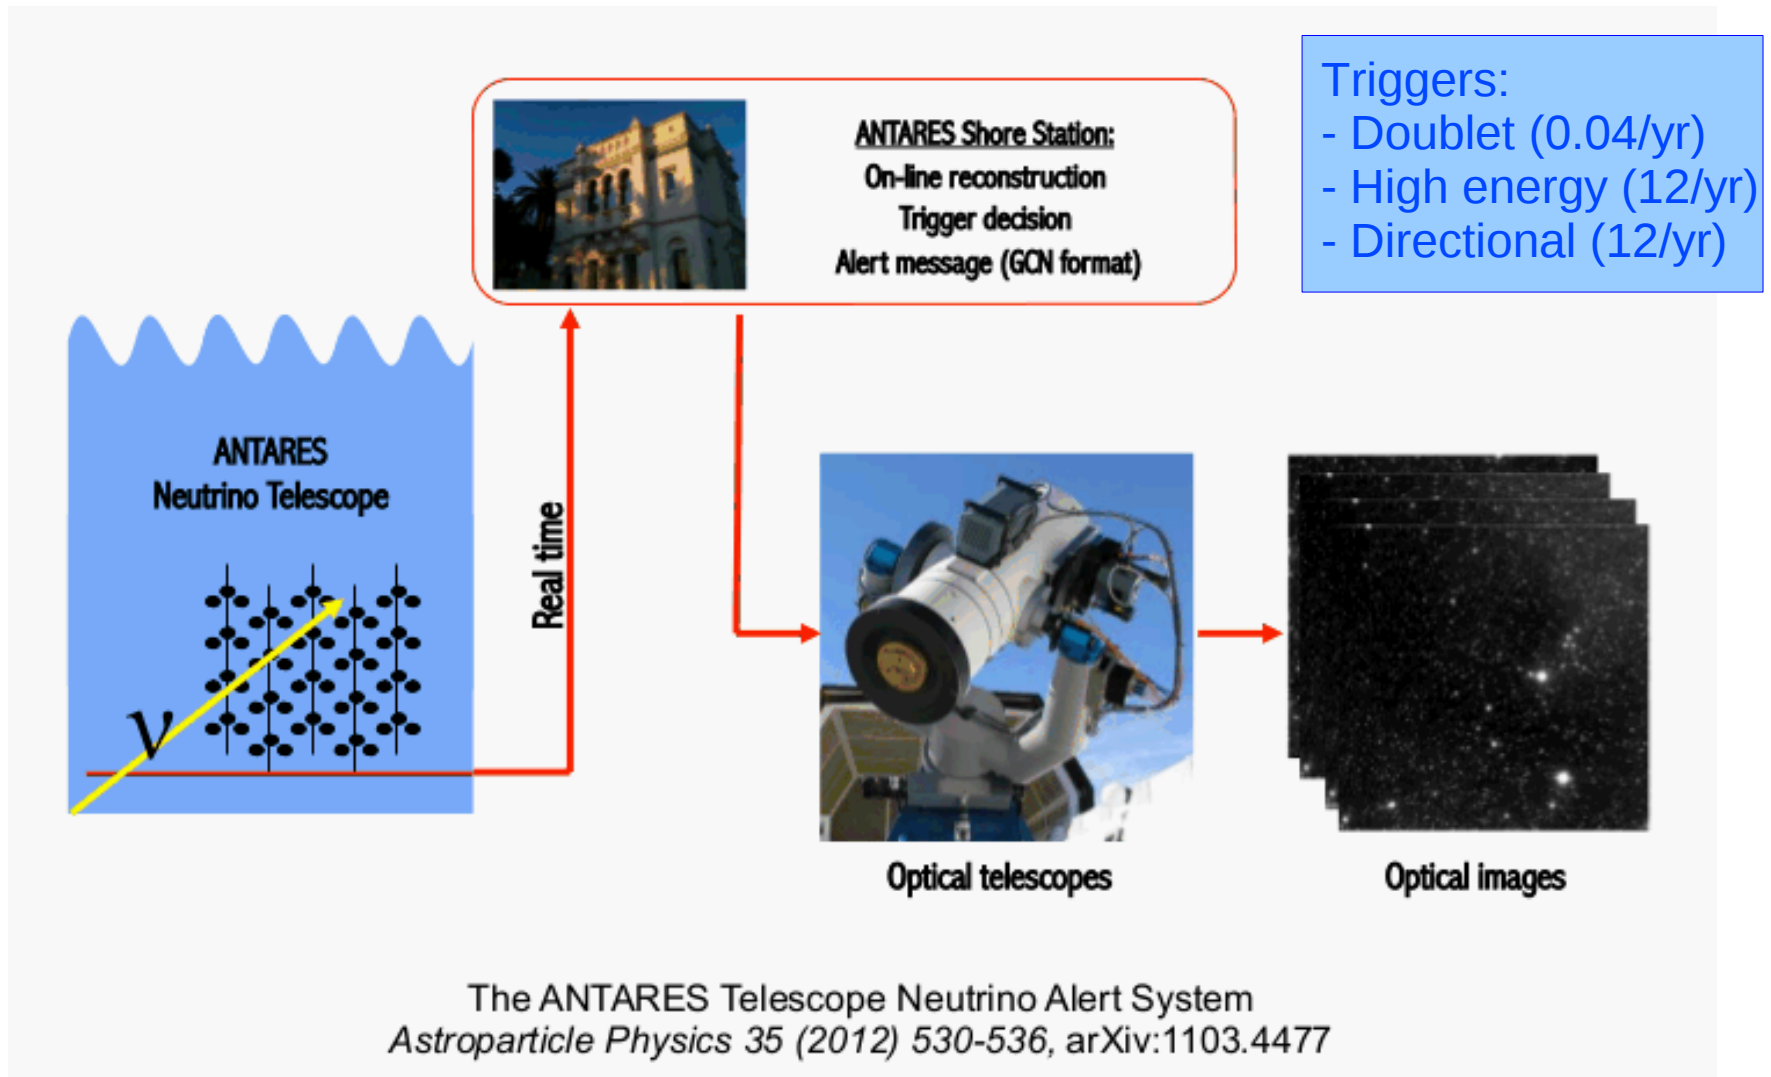 Triggers:
- Doublet (0.04/yr)
- High energy (12/yr)
- Directional (12/yr)
ANTARES Shore Station:
On-line reconstruction
Trigger decision
Alert message (GCN format)
ANTARES
Neutrino Telescope
Real time
ν
Optical telescopes
Optical images
The ANTARES Telescope Neutrino Alert System
Astroparticle Physics 35 (2012) 530-536, arXiv:1103.4477